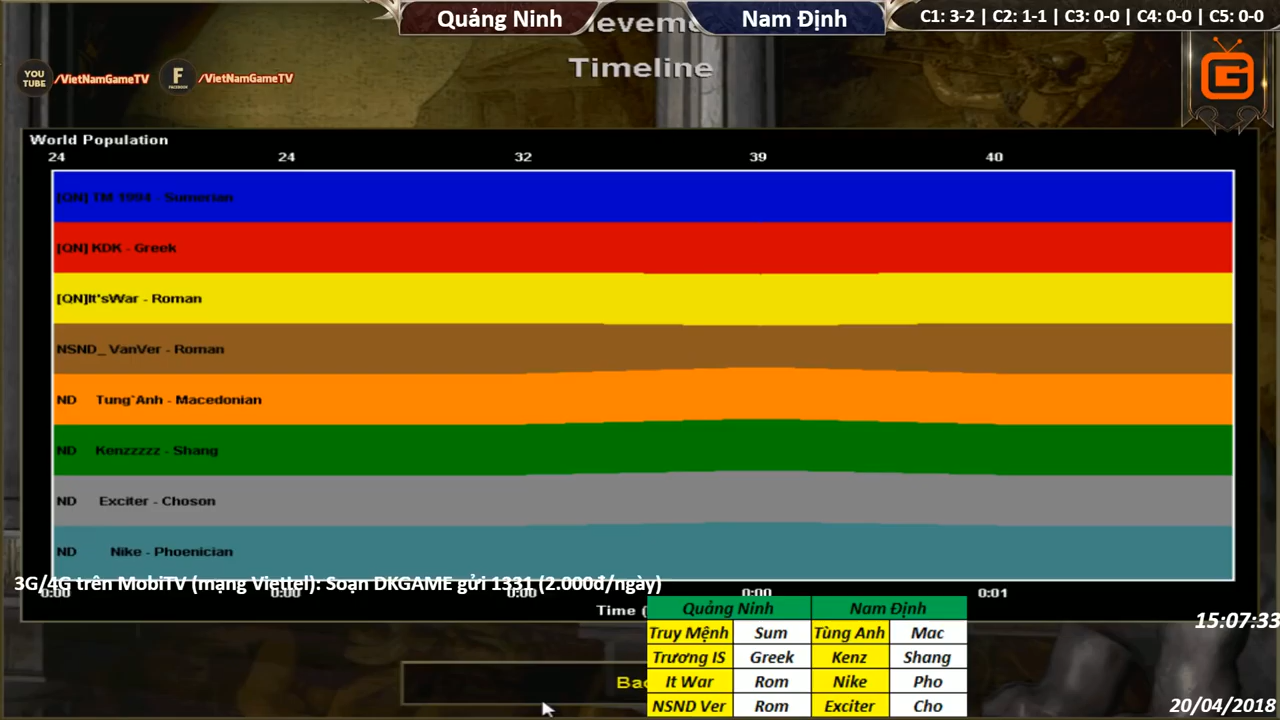 Quảng Ninh
Nam Định
C1: 3-2 | C2: 1-1 | C3: 0-0 | C4: 0-0 | C5: 0-0
Timeline
YOU TUBE /VietNamGameTV
F FACEBOOK /VietNamGameTV
G
World Population
24 24 32 39 40
[QN] TM 1994 - Sumerian
[QN] KDK - Greek
[QN]It'sWar - Roman
NSND_ VanVer - Roman
ND Tung`Anh - Macedonian
ND Kenzzzzz - Shang
ND Exciter - Choson
ND Nike - Phoenician
3G/4G trên MobiTV (mạng Viettel): Soạn DKGAME gửi 1331 (2.000đ/ngày)
0:00 0:00 0:00 0:00 0:01
Time
Quảng Ninh Nam Định
Truy Mệnh Sum Tùng Anh Mac
Trương IS Greek Kenz Shang
It War Rom Nike Pho
NSND Ver Rom Exciter Cho
15:07:33
20/04/2018